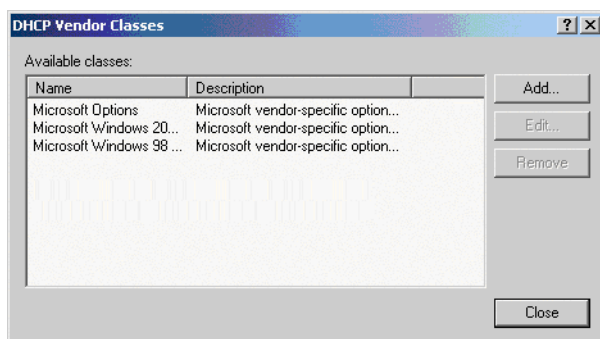 DHCP Vendor Classes
Available classes:
Name Description
Microsoft Options Microsoft vendor-specific option...
Microsoft Windows 20... Microsoft vendor-specific option...
Microsoft Windows 98 ... Microsoft vendor-specific option...
Add...
Edit...
Remove
Close